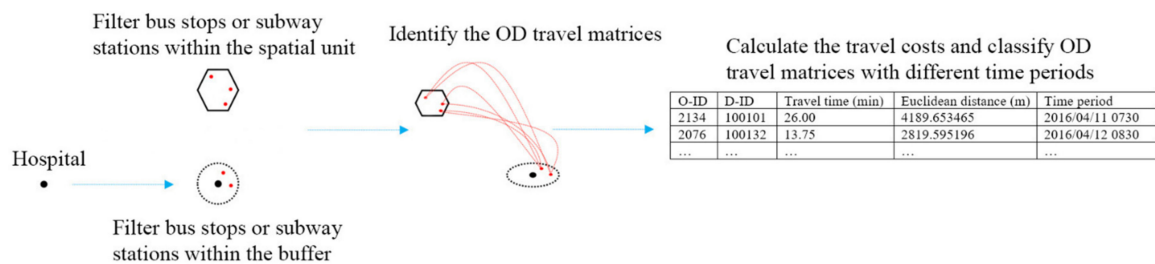 Filter bus stops or subway
stations within the spatial unit
Hospital
Filter bus stops or subway
stations within the buffer
Identify the OD travel matrices
Calculate the travel costs and classify OD
travel matrices with different time periods
O-ID D-ID Travel time (min) Euclidean distance (m) Time period
2134 100101 26.00 4189.653465 2016/04/11 0730
2076 100132 13.75 2819.595196 2016/04/12 0830
... ... ... ... ...